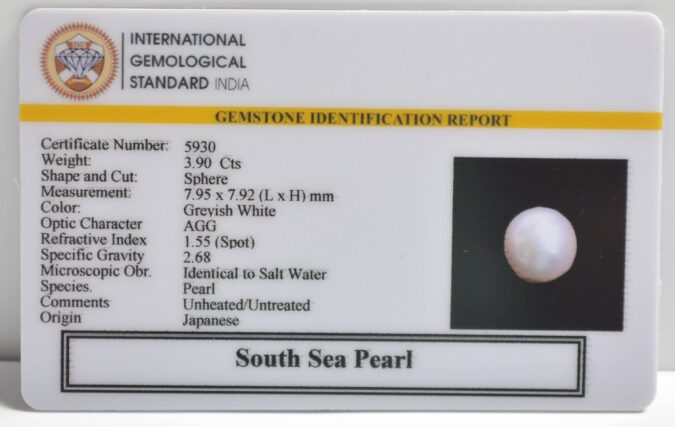 INTERNATIONAL
GEMOLOGICAL
STANDARD INDIA
GEMSTONE IDENTIFICATION REPORT
Certificate Number: 5930
Weight: 3.90 Cts
Shape and Cut: Sphere
Measurement: 7.95 x 7.92 (L x H) mm
Color: Greyish White
Optic Character AGG
Refractive Index 1.55 (Spot)
Specific Gravity 2.68
Microscopic Obr. Identical to Salt Water
Species. Pearl
Comments Unheated/Untreated
Origin Japanese
South Sea Pearl